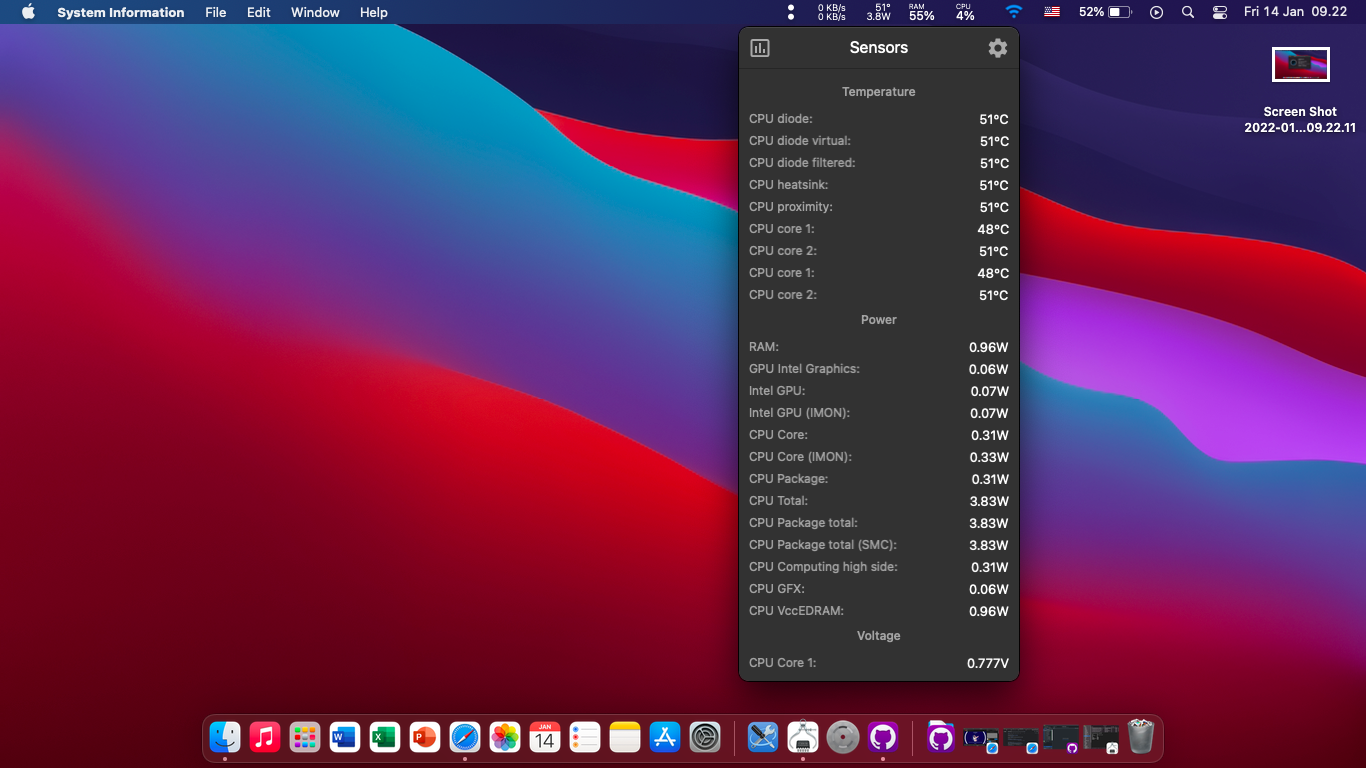 System Information File Edit Window Help
0 KB/s
0 KB/s
51°
3.8W
RAM
55%
CPU
4%
52%
Fri 14 Jan 09.22
Sensors
Screen Shot
2022-01...09.22.11
Temperature
CPU diode: 51°C
CPU diode virtual: 51°C
CPU diode filtered: 51°C
CPU heatsink: 51°C
CPU proximity: 51°C
CPU core 1: 48°C
CPU core 2: 51°C
CPU core 1: 48°C
CPU core 2: 51°C
Power
RAM: 0.96W
GPU Intel Graphics: 0.06W
Intel GPU: 0.07W
Intel GPU (IMON): 0.07W
CPU Core: 0.31W
CPU Core (IMON): 0.33W
CPU Package: 0.31W
CPU Total: 3.83W
CPU Package total: 3.83W
CPU Package total (SMC): 3.83W
CPU Computing high side: 0.31W
CPU GFX: 0.06W
CPU VccEDRAM: 0.96W
Voltage
CPU Core 1: 0.777V
W
X
P
JAN
14